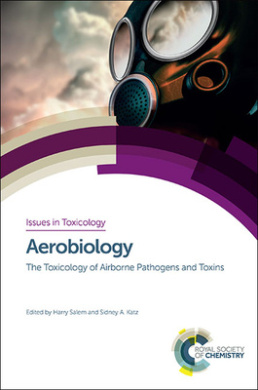 Issues in Toxicology
Aerobiology
The Toxicology of Airborne Pathogens and Toxins
Edited by Harry Salem and Sidney A. Katz
ROYAL SOCIETY
OF CHEMISTRY